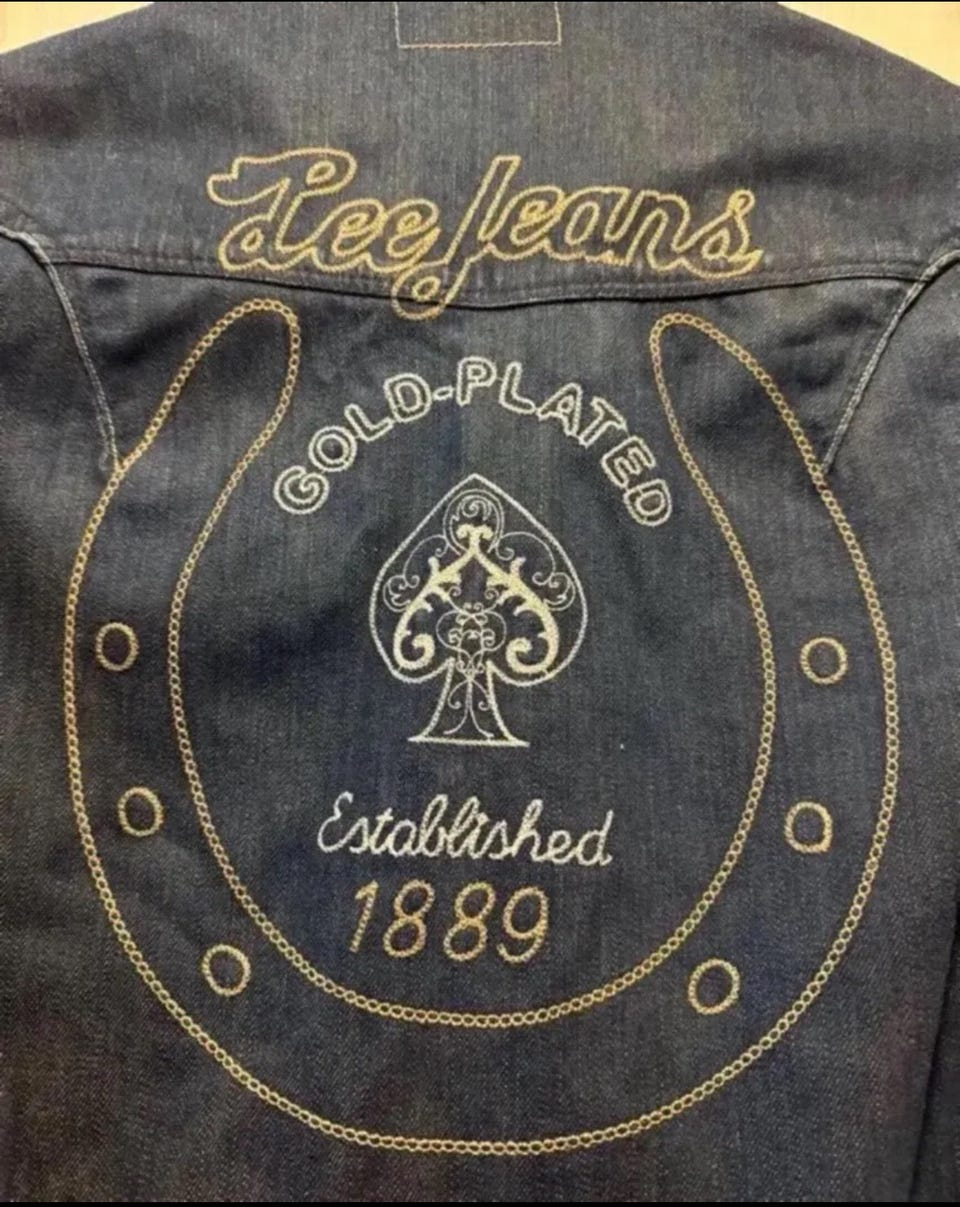 Lee Jeans
GOLD-PLATED
Established
1889